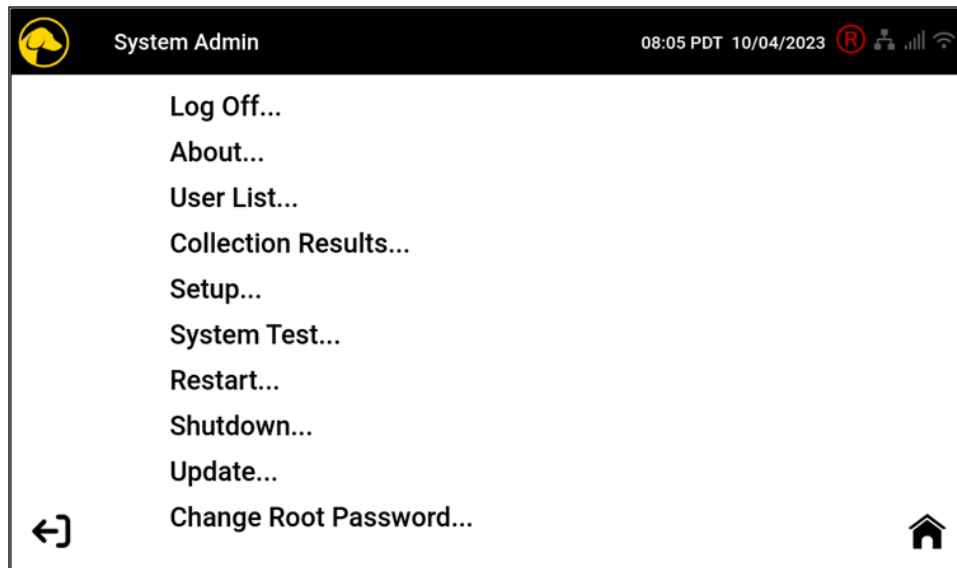 System Admin
08:05 PDT 10/04/2023 R
Log Off...
About...
User List...
Collection Results...
Setup...
System Test...
Restart...
Shutdown...
Update...
Change Root Password...